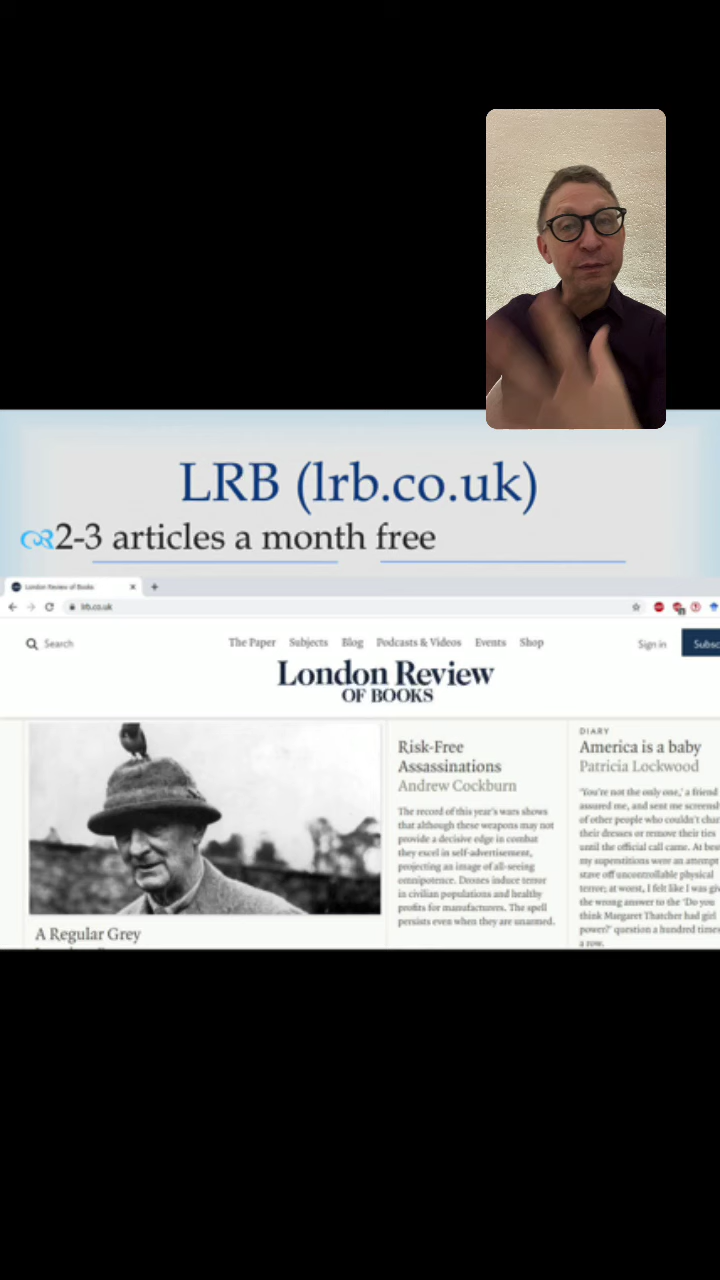 LRB (lrb.co.uk)
2-3 articles a month free
London Review of Books
lrb.co.uk
Search
The Paper Subjects Blog Podcasts & Videos Events Shop
Sign in
Subsc
London Review
OF BOOKS
A Regular Grey
Risk-Free
Assassinations
Andrew Cockburn
The record of this year's wars shows
that although these weapons may not
provide a decisive edge in combat
they excel in self-advertisement,
projecting an image of all-seeing
omnipotence. Drones induce terror
in civilian populations and healthy
profits for manufacturers. The spell
persists even when they are unarmed.
DIARY
America is a baby
Patricia Lockwood
'You're not the only one,' a friend
assured me, and sent me screensh
of other people who couldn't chan
their dresses or remove their ties
until the official call came. At best
my superstitions were an attempt
stave off uncontrollable physical
terror; at worst, I felt like I was giv
the wrong answer to the 'Do you
think Margaret Thatcher had girl
power?' question a hundred times
a row.